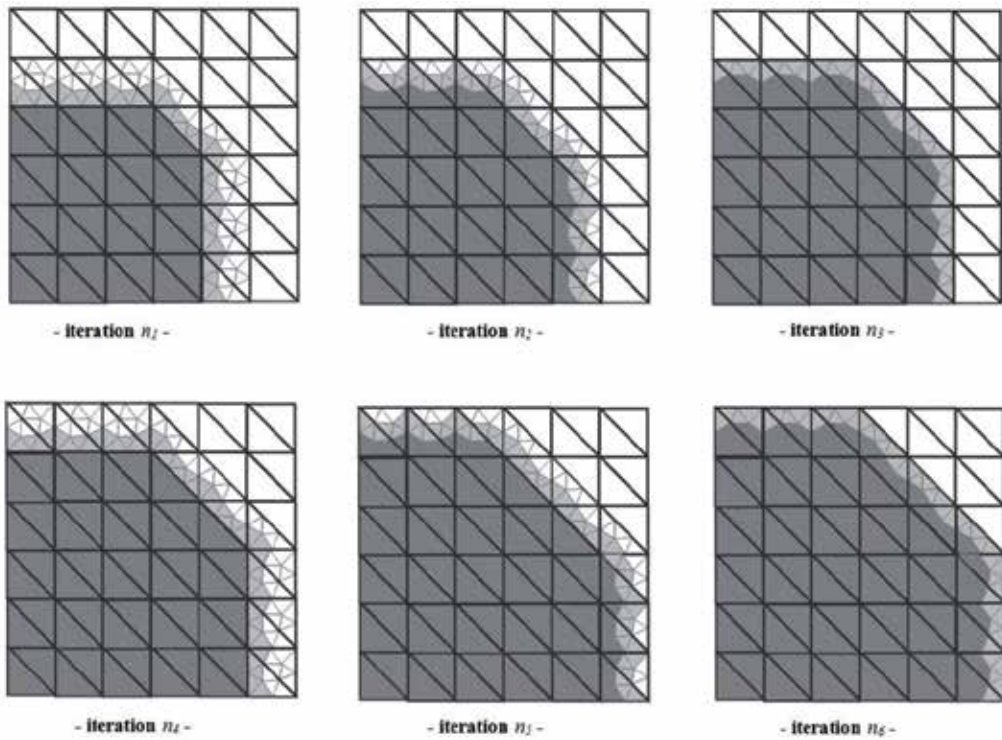 - iteration n1 -
- iteration n2 -
- iteration n3 -
- iteration n4 -
- iteration n5 -
- iteration n6 -